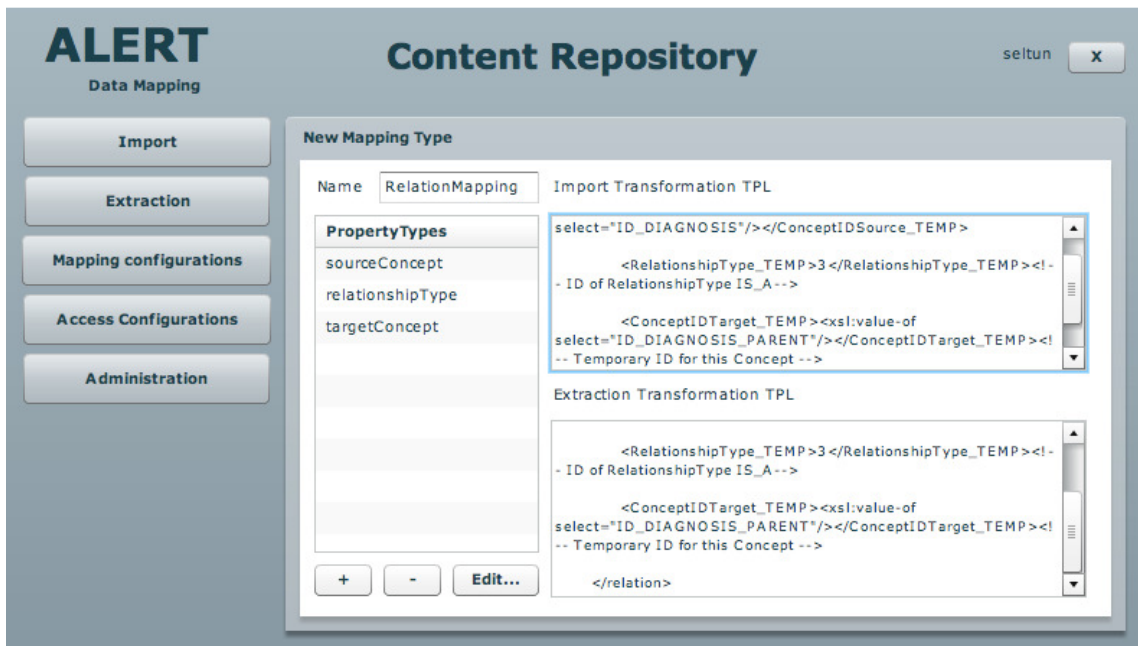 ALERT
Data Mapping
Content Repository
seltun
X
Import
Extraction
Mapping configurations
Access Configurations
Administration
New Mapping Type
Name
RelationMapping
PropertyTypes
sourceConcept
relationshipType
targetConcept
+
-
Edit...
Import Transformation TPL
select="ID_DIAGNOSIS"/></ConceptIDSource_TEMP>
<RelationshipType_TEMP>3</RelationshipType_TEMP><!-
- ID of RelationshipType IS_A-->
<ConceptIDTarget_TEMP><xsl:value-of
select="ID_DIAGNOSIS_PARENT"/></ConceptIDTarget_TEMP><!
-- Temporary ID for this Concept -->
Extraction Transformation TPL
<RelationshipType_TEMP>3</RelationshipType_TEMP><!-
- ID of RelationshipType IS_A-->
<ConceptIDTarget_TEMP><xsl:value-of
select="ID_DIAGNOSIS_PARENT"/></ConceptIDTarget_TEMP><!
-- Temporary ID for this Concept -->
</relation>